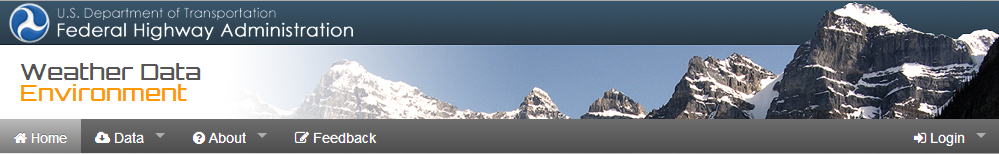 U.S. Department of Transportation
Federal Highway Administration
Weather Data
Environment
Home Data About Feedback Login